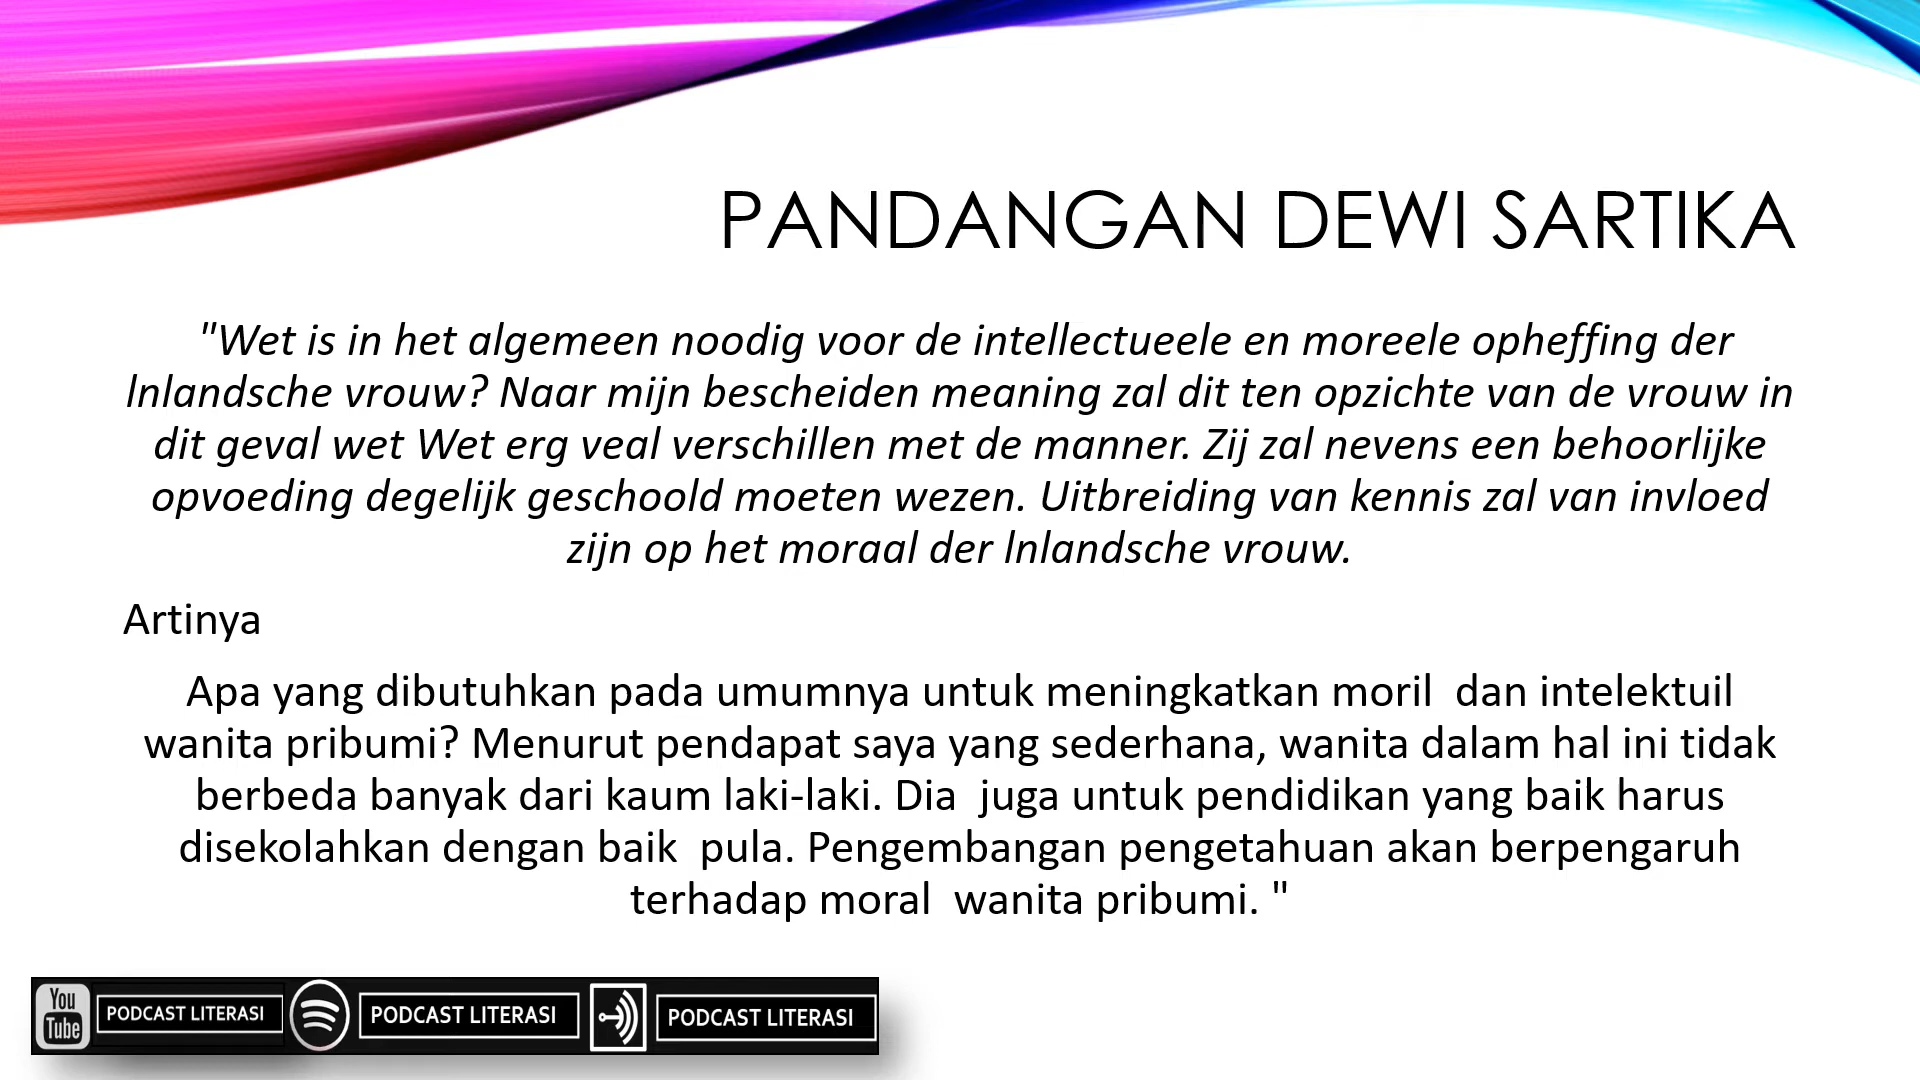 PANDANGAN DEWI SARTIKA
"Wet is in het algemeen noodig voor de intellectueele en moreele opheffing der
lnlandsche vrouw? Naar mijn bescheiden meaning zal dit ten opzichte van de vrouw in
dit geval wet Wet erg veal verschillen met de manner. Zij zal nevens een behoorlijke
opvoeding degelijk geschoold moeten wezen. Uitbreiding van kennis zal van invloed
zijn op het moraal der lnlandsche vrouw.
Artinya
Apa yang dibutuhkan pada umumnya untuk meningkatkan moril  dan intelektuil
wanita pribumi? Menurut pendapat saya yang sederhana, wanita dalam hal ini tidak
berbeda banyak dari kaum laki-laki. Dia  juga untuk pendidikan yang baik harus
disekolahkan dengan baik  pula. Pengembangan pengetahuan akan berpengaruh
terhadap moral  wanita pribumi. "
You Tube PODCAST LITERASI PODCAST LITERASI PODCAST LITERASI